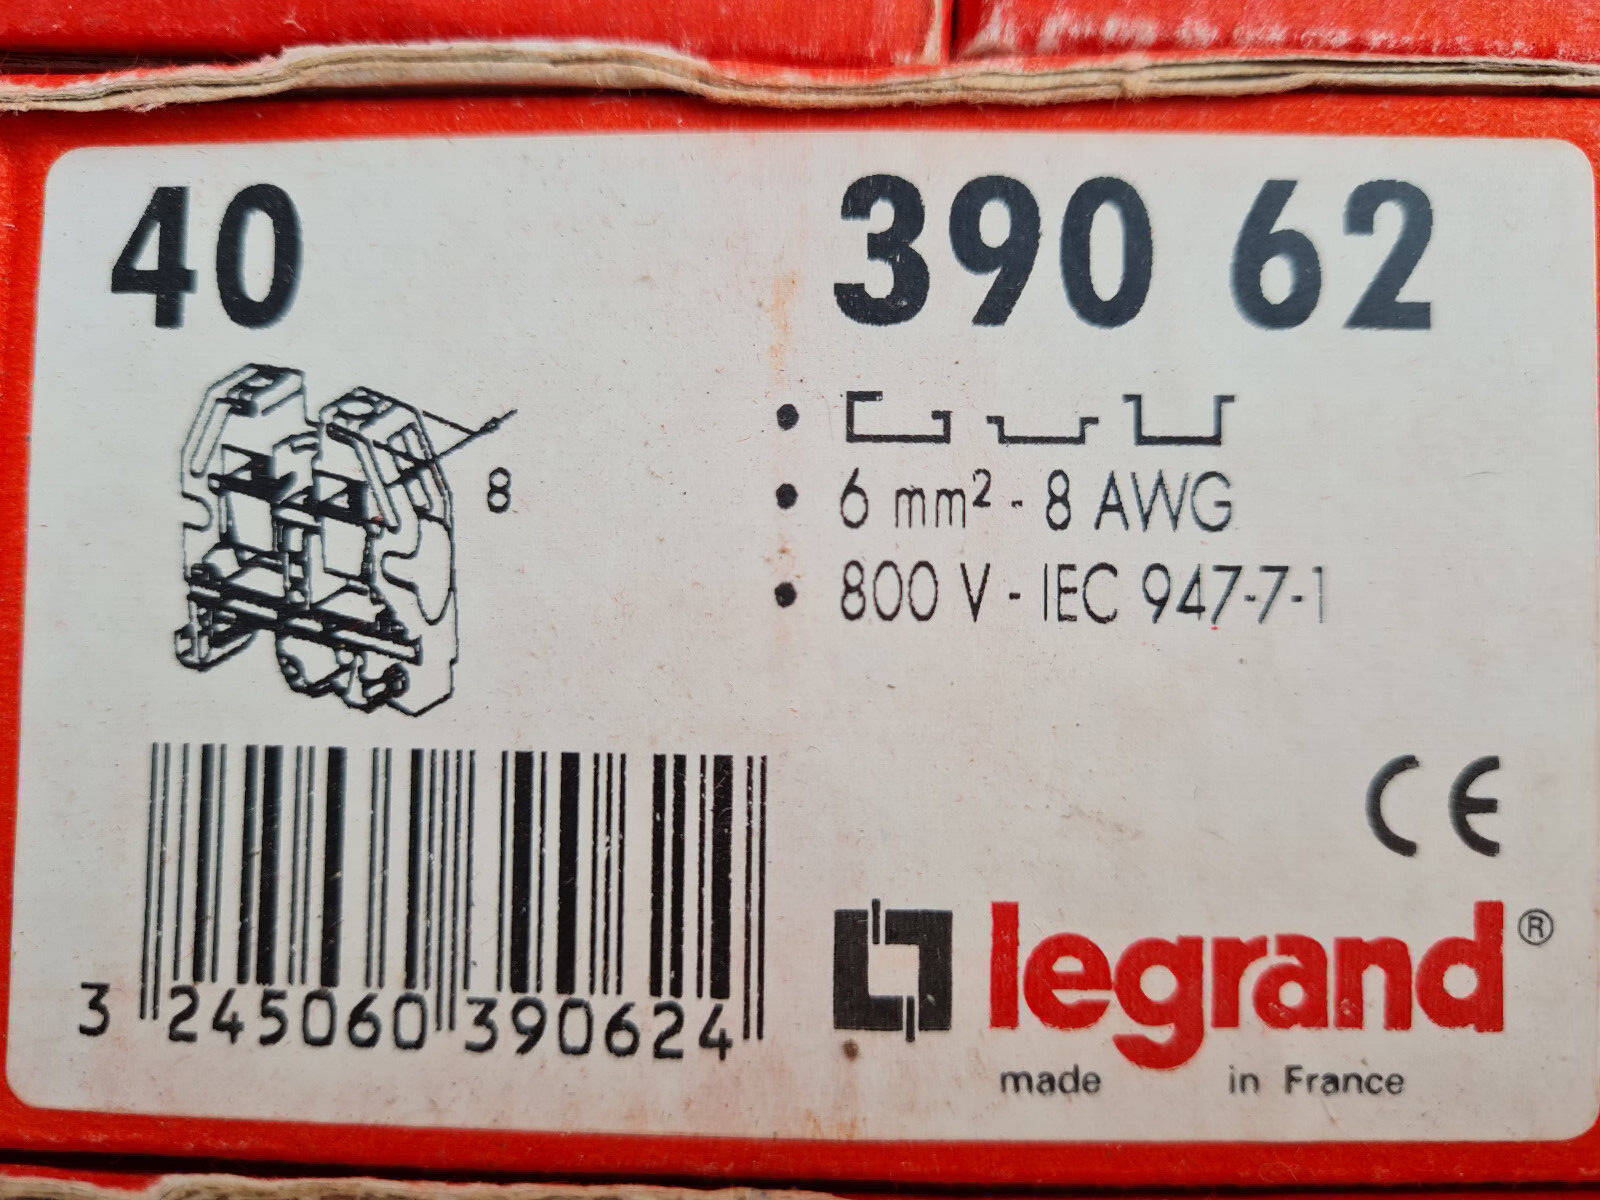 40
390 62
8
6 mm² - 8 AWG
800 V - IEC 947-7-1
CE
3 245060 390624
legrand®
made in France